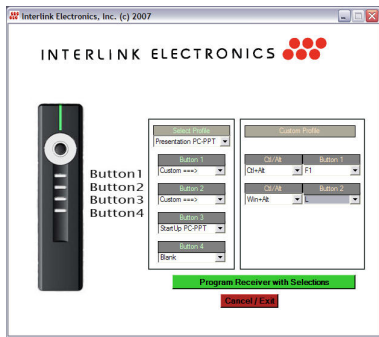 Interlink Electronics, Inc. (c) 2007
INTERLINK ELECTRONICS
Select Profile
Presentation PC-PPT
Button 1
Custom ===>
Button 2
Custom ===>
Button 3
StartUp PC-PPT
Button 4
Blank
Custom Profile
Ctl/Alt Button 1
Ctl+Alt F1
Ctl/Alt Button 2
Win+Alt L
Button1
Button2
Button3
Button4
Program Receiver with Selections
Cancel / Exit